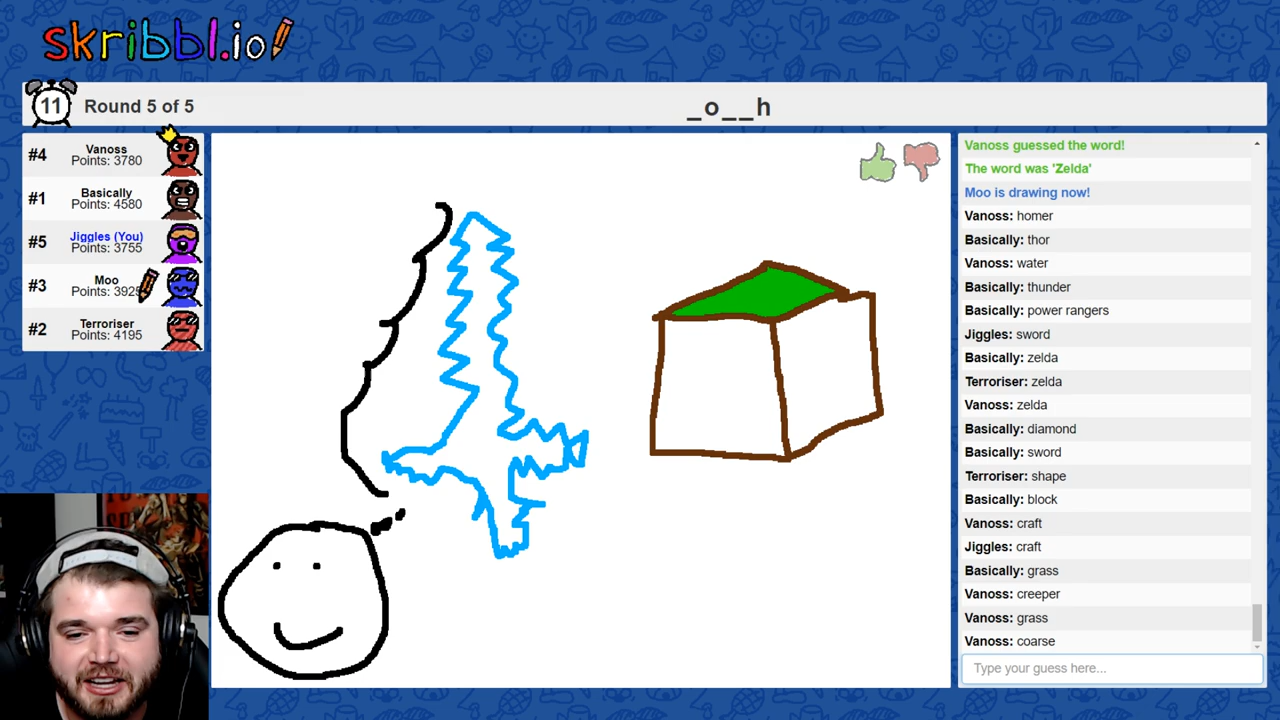 skribbl.io
11
Round 5 of 5
_o__h
#4
Vanoss
Points: 3780
#1
Basically
Points: 4580
#5
Jiggles (You)
Points: 3755
#3
Moo
Points: 3925
#2
Terroriser
Points: 4195
Vanoss guessed the word!
The word was 'Zelda'
Moo is drawing now!
Vanoss: homer
Basically: thor
Vanoss: water
Basically: thunder
Basically: power rangers
Jiggles: sword
Basically: zelda
Terroriser: zelda
Vanoss: zelda
Basically: diamond
Basically: sword
Terroriser: shape
Basically: block
Vanoss: craft
Jiggles: craft
Basically: grass
Vanoss: creeper
Vanoss: grass
Vanoss: coarse
Type your guess here...